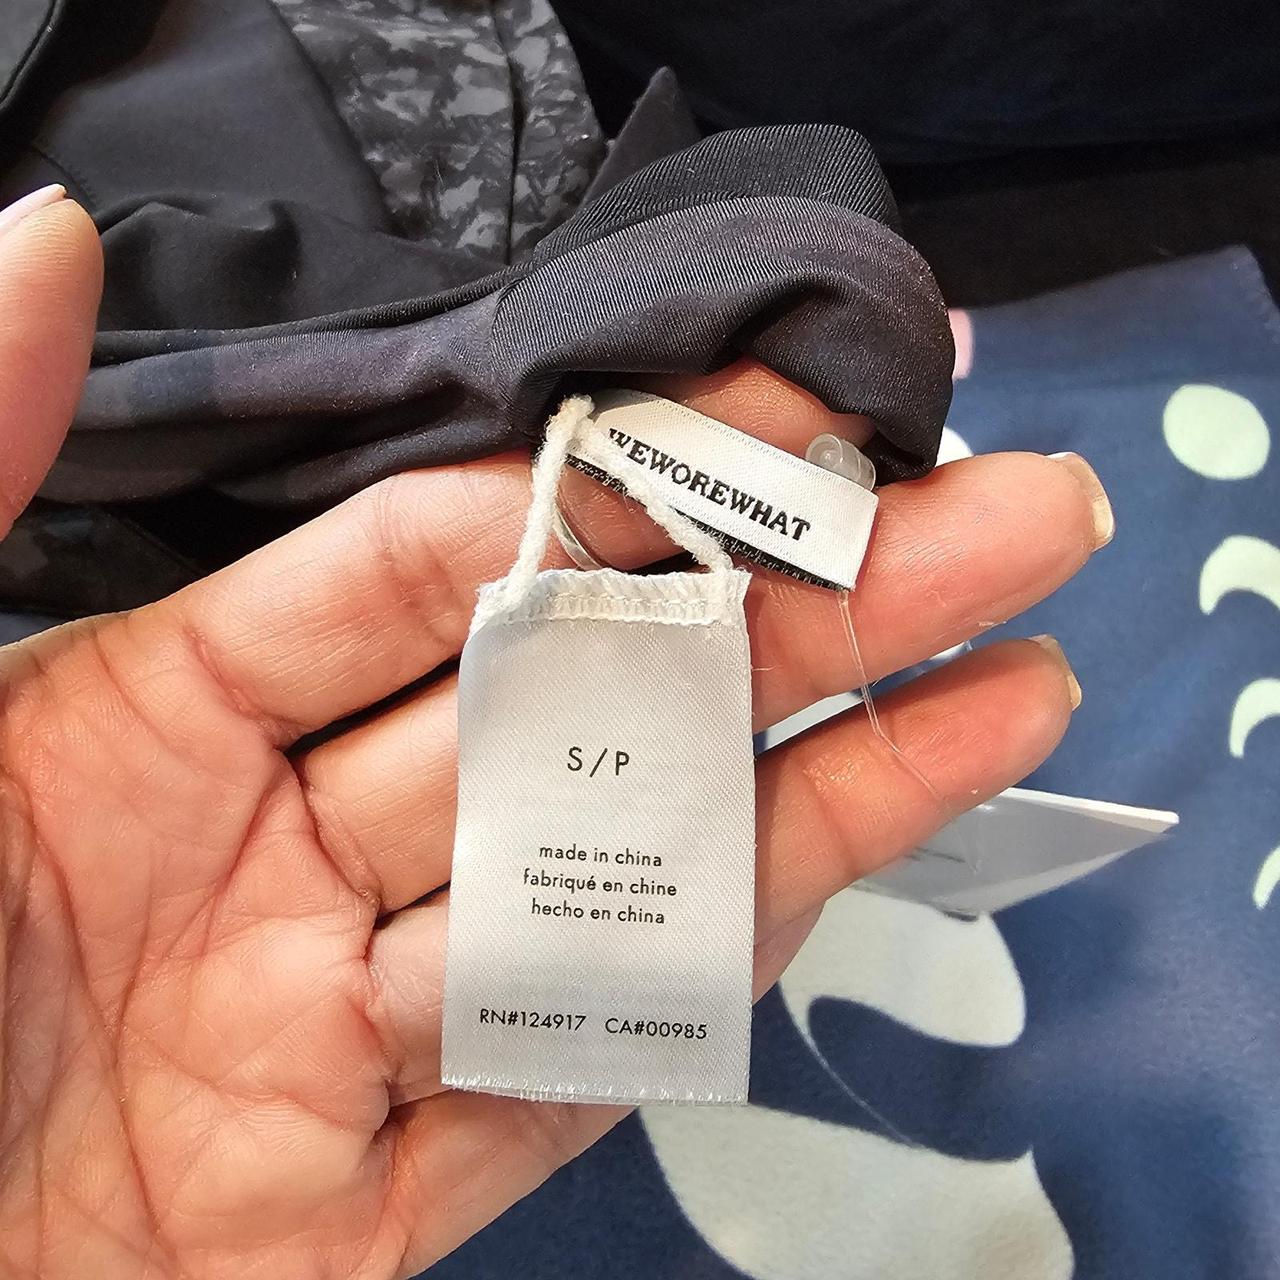 WEWOREWHAT
S/P
made in china
fabriqué en chine
hecho en china
RN#124917 CA#00985